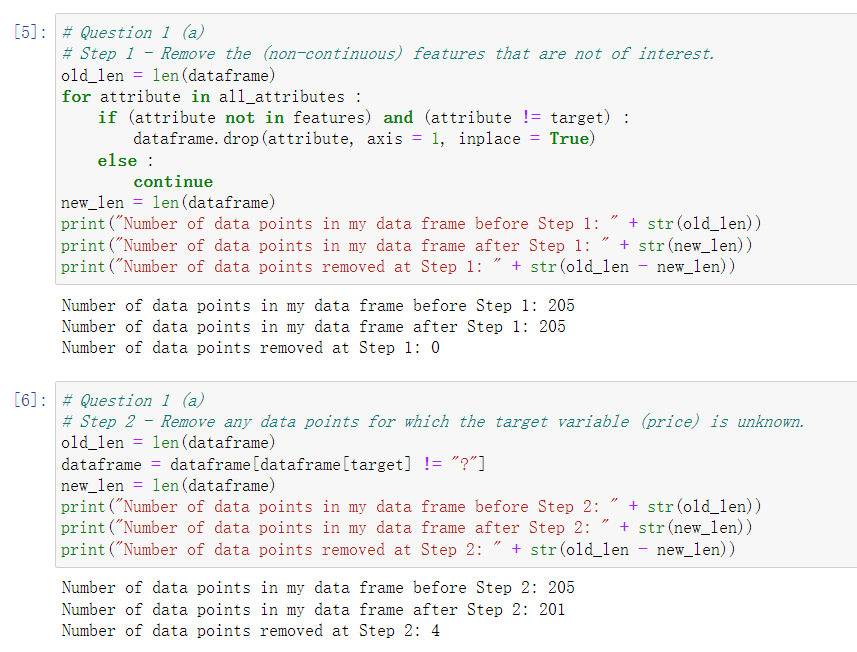 [5]: # Question 1 (a)
# Step 1 - Remove the (non-continuous) features that are not of interest.
old_len = len(dataframe)
for attribute in all_attributes :
    if (attribute not in features) and (attribute != target) :
        dataframe.drop(attribute, axis = 1, inplace = True)
    else :
        continue
new_len = len(dataframe)
print("Number of data points in my data frame before Step 1: " + str(old_len))
print("Number of data points in my data frame after Step 1: " + str(new_len))
print("Number of data points removed at Step 1: " + str(old_len - new_len))
Number of data points in my data frame before Step 1: 205
Number of data points in my data frame after Step 1: 205
Number of data points removed at Step 1: 0
[6]: # Question 1 (a)
# Step 2 - Remove any data points for which the target variable (price) is unknown.
old_len = len(dataframe)
dataframe = dataframe[dataframe[target] != "?"]
new_len = len(dataframe)
print("Number of data points in my data frame before Step 2: " + str(old_len))
print("Number of data points in my data frame after Step 2: " + str(new_len))
print("Number of data points removed at Step 2: " + str(old_len - new_len))
Number of data points in my data frame before Step 2: 205
Number of data points in my data frame after Step 2: 201
Number of data points removed at Step 2: 4